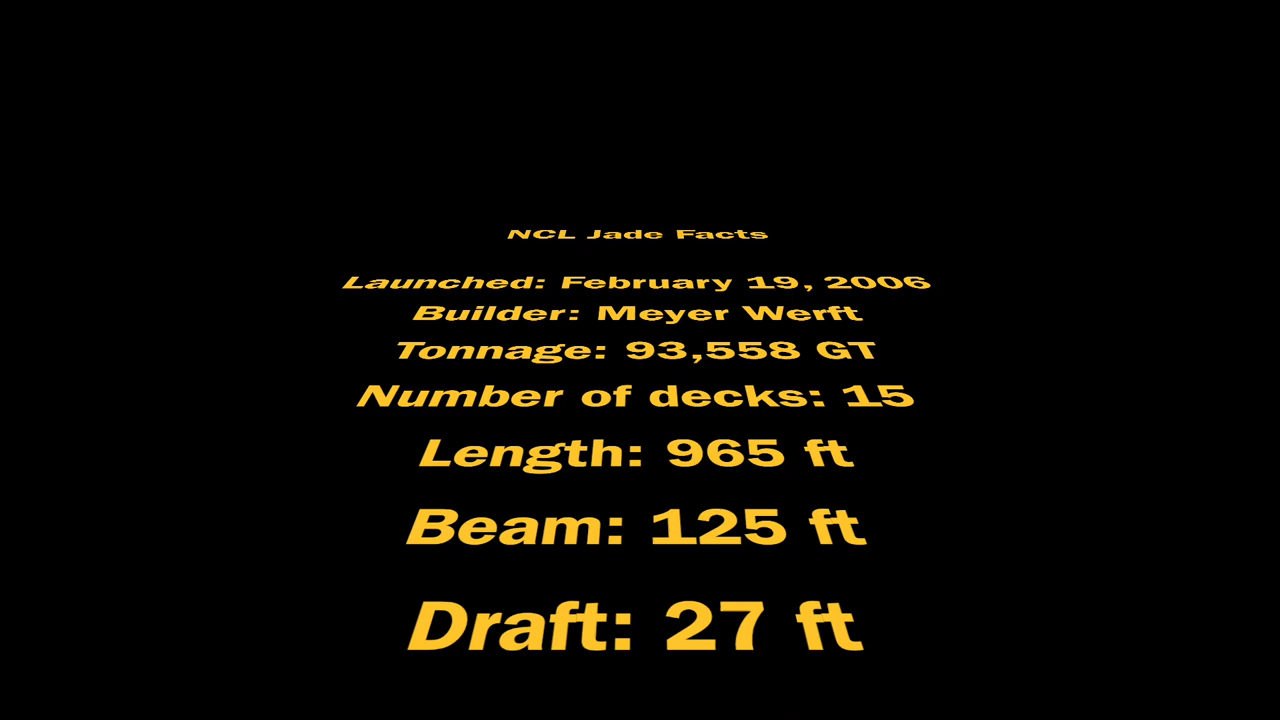 NCL Jade Facts
Launched: February 19, 2006
Builder: Meyer Werft
Tonnage: 93,558 GT
Number of decks: 15
Length: 965 ft
Beam: 125 ft
Draft: 27 ft